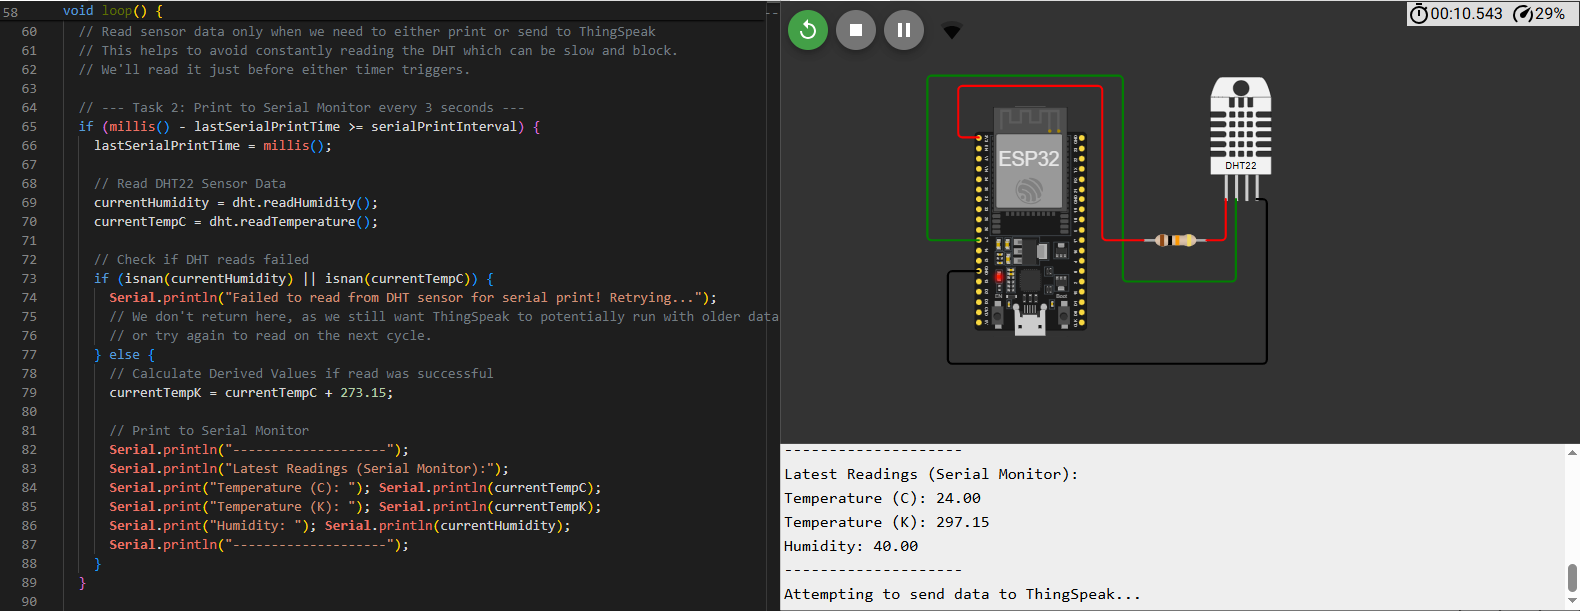 58 void loop() {
60 // Read sensor data only when we need to either print or send to ThingSpeak
61 // This helps to avoid constantly reading the DHT which can be slow and block.
62 // We'll read it just before either timer triggers.
63
64 // --- Task 2: Print to Serial Monitor every 3 seconds ---
65 if (millis() - lastSerialPrintTime >= serialPrintInterval) {
66 lastSerialPrintTime = millis();
67
68 // Read DHT22 Sensor Data
69 currentHumidity = dht.readHumidity();
70 currentTempC = dht.readTemperature();
71
72 // Check if DHT reads failed
73 if (isnan(currentHumidity) || isnan(currentTempC)) {
74 Serial.println("Failed to read from DHT sensor for serial print! Retrying...");
75 // We don't return here, as we still want ThingSpeak to potentially run with older data
76 // or try again to read on the next cycle.
77 } else {
78 // Calculate Derived Values if read was successful
79 currentTempK = currentTempC + 273.15;
80
81 // Print to Serial Monitor
82 Serial.println("--------------------");
83 Serial.println("Latest Readings (Serial Monitor):");
84 Serial.print("Temperature (C): "); Serial.println(currentTempC);
85 Serial.print("Temperature (K): "); Serial.println(currentTempK);
86 Serial.print("Humidity: "); Serial.println(currentHumidity);
87 Serial.println("--------------------");
88 }
89 }
90
00:10.543 29%
ESP32
DHT22
--------------------
Latest Readings (Serial Monitor):
Temperature (C): 24.00
Temperature (K): 297.15
Humidity: 40.00
--------------------
Attempting to send data to ThingSpeak...